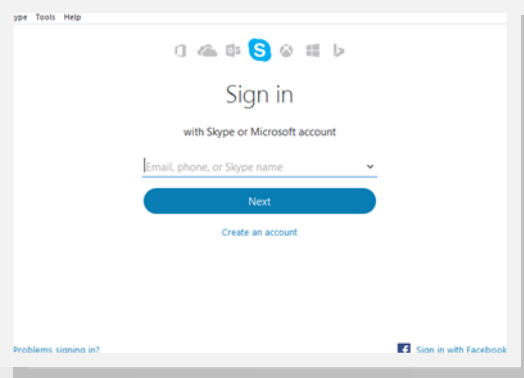 ype Tools Help
S
Sign in
with Skype or Microsoft account
Email, phone, or Skype name
Next
Create an account
Problems signing in?
f Sign in with Facebook